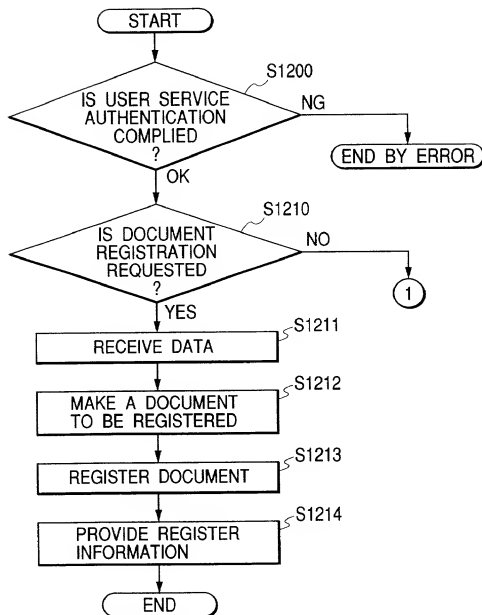 START
S1200
IS USER SERVICE
AUTHENTICATION
COMPLIED
?
NG
END BY ERROR
OK
S1210
IS DOCUMENT
REGISTRATION
REQUESTED
?
NO
1
YES
S1211
RECEIVE DATA
S1212
MAKE A DOCUMENT
TO BE REGISTERED
S1213
REGISTER DOCUMENT
S1214
PROVIDE REGISTER
INFORMATION
END